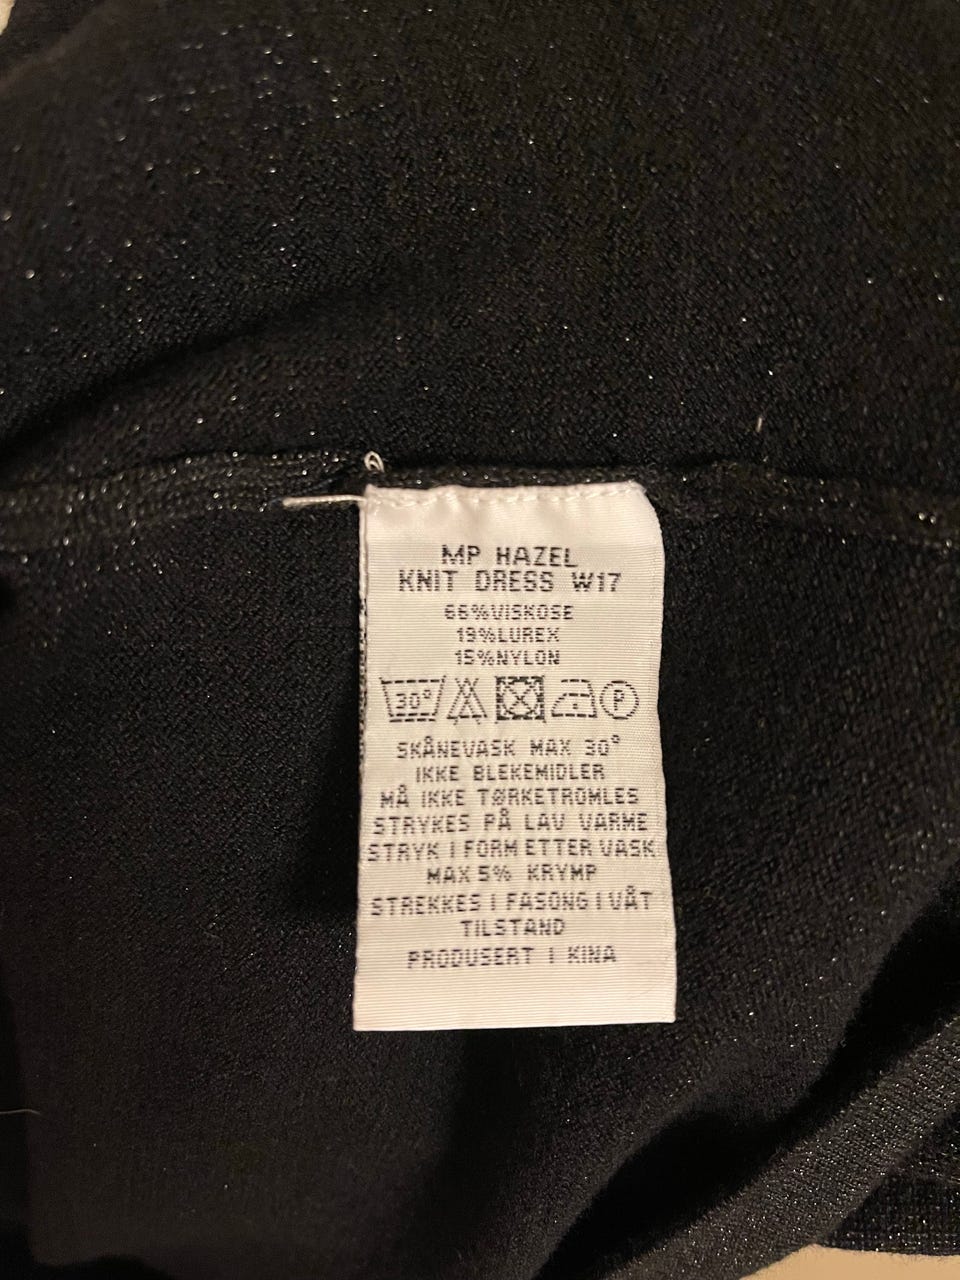 MP HAZEL
KNIT DRESS W17
66%VISKOSE
19%LUREX
15%NYLON
30° P
SKÅNEVASK MAX 30°
IKKE BLEKEMIDLER
MÅ IKKE TØRKETROMLES
STRYKES PÅ LAV VARME
STRYK I FORM ETTER VASK
MAX 5% KRYMP
STREKKES I FASONG I VÅT
TILSTAND
PRODUSERT I KINA